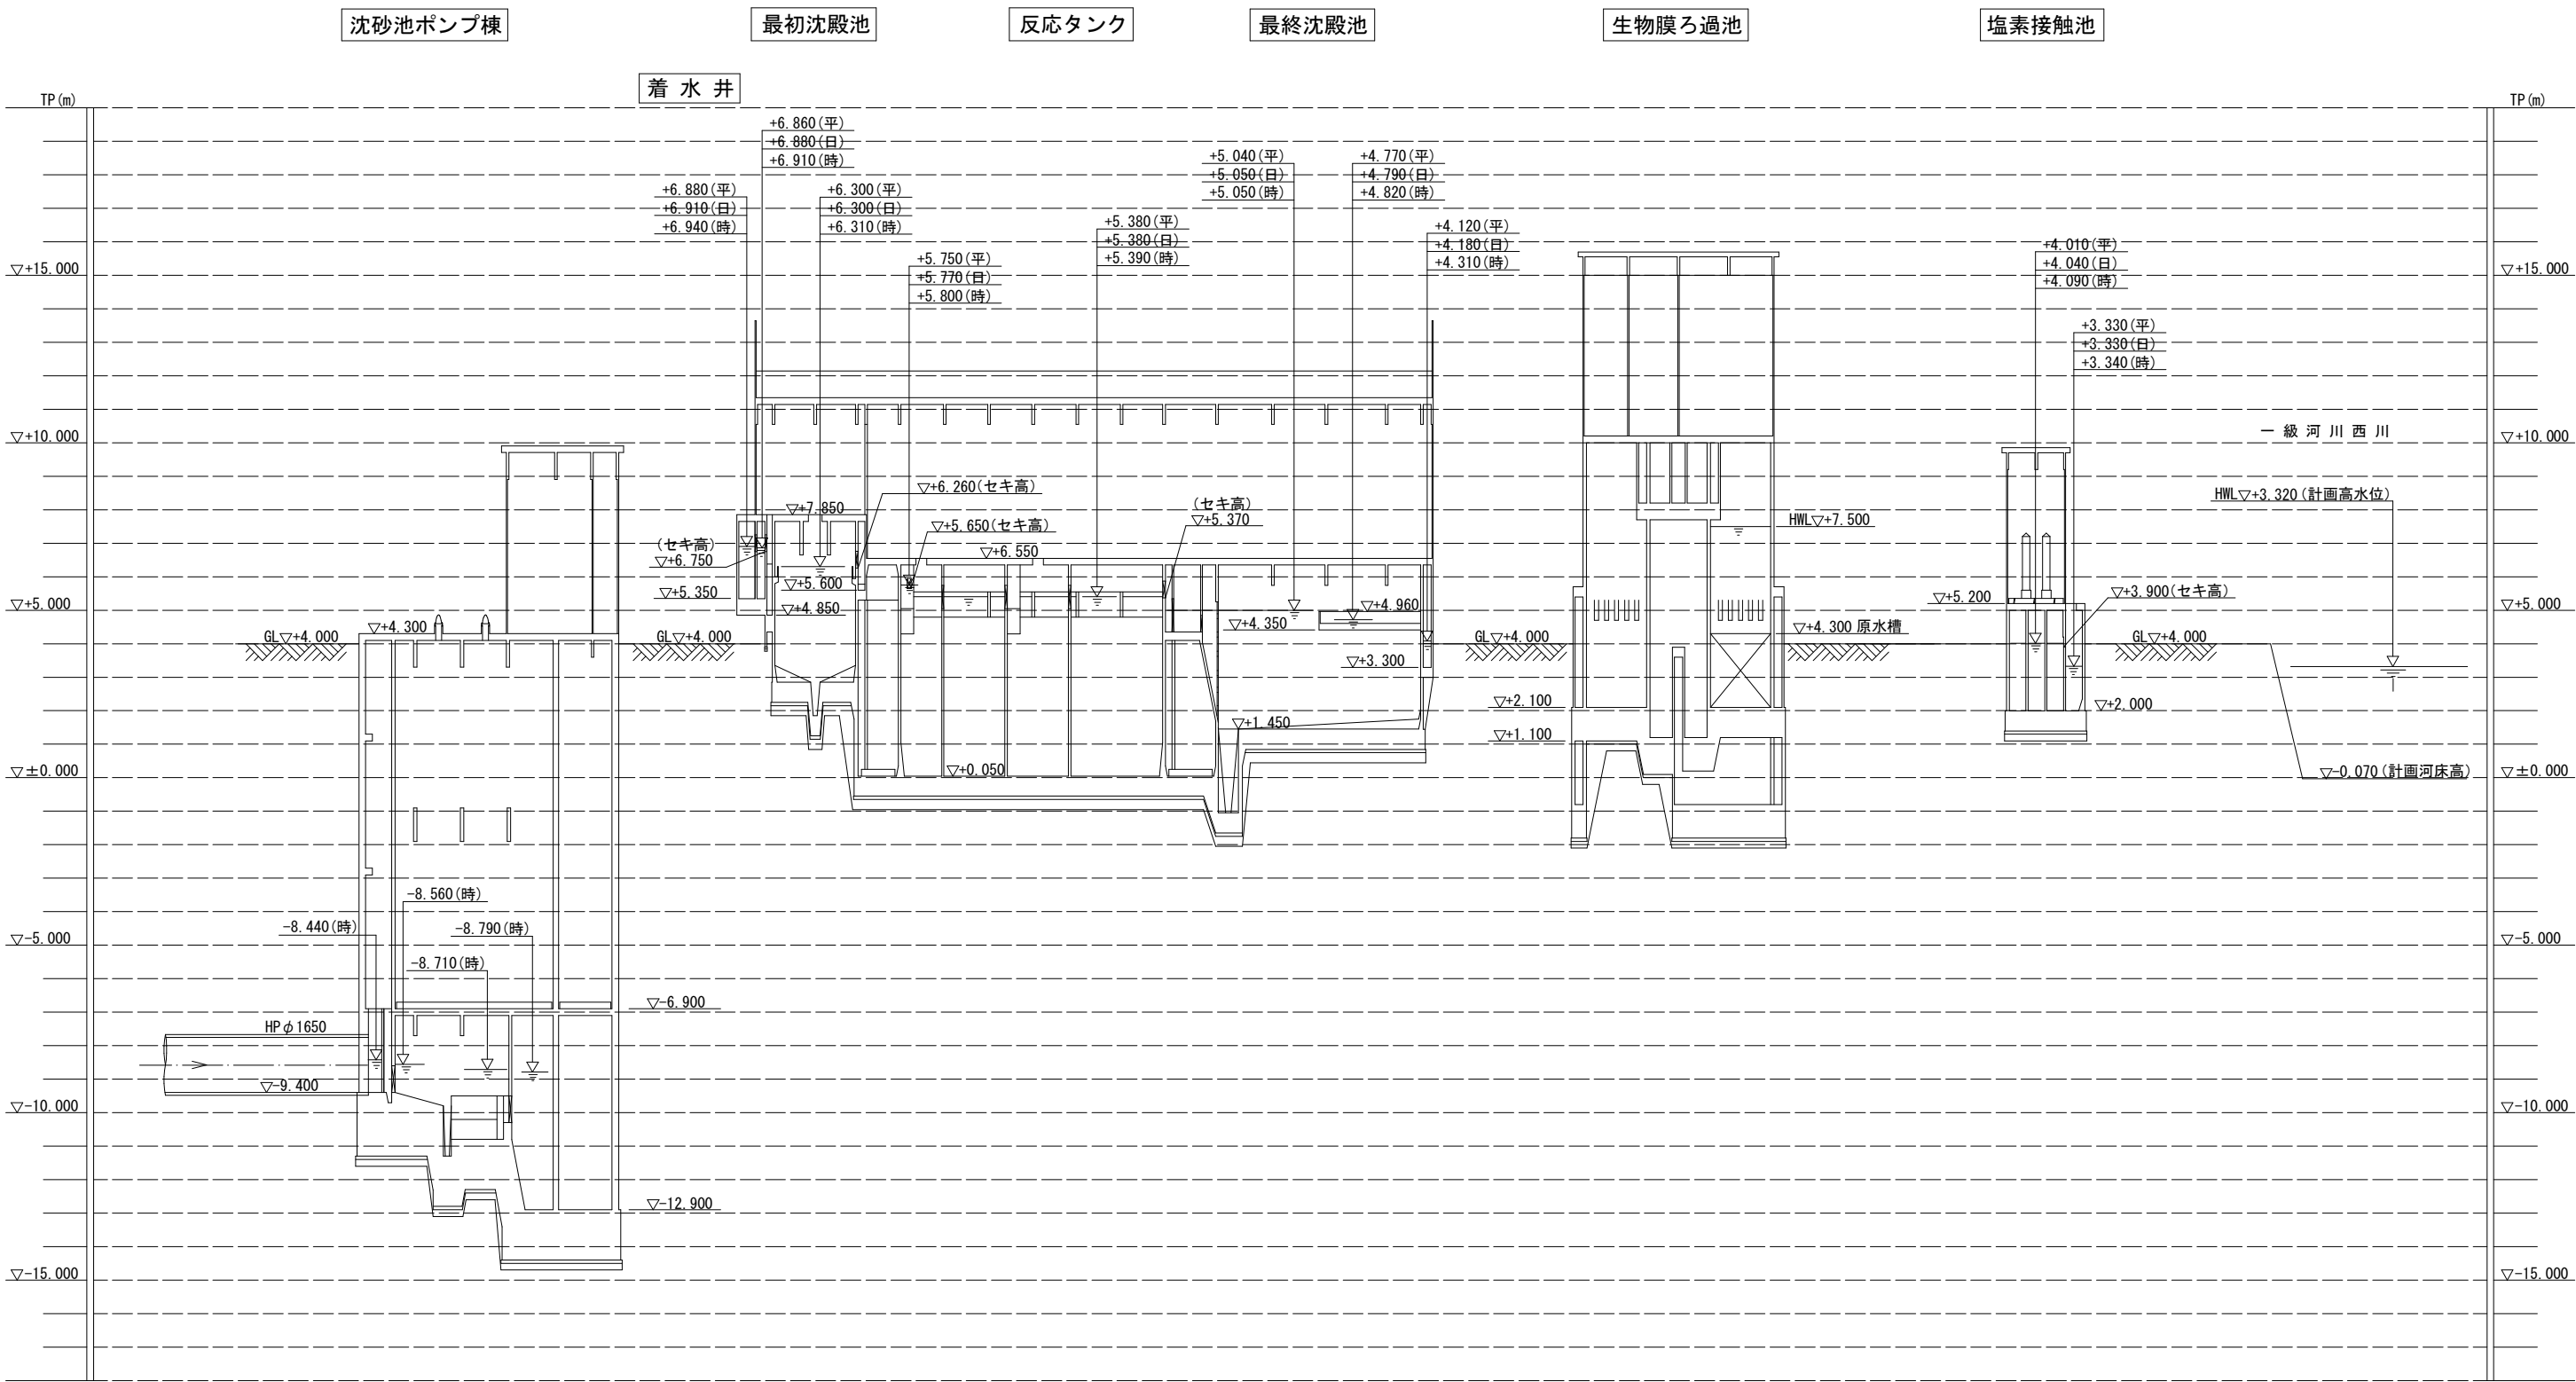 沈砂池ポンプ棟
最初沈殿池
反応タンク
最終沈殿池
生物膜ろ過池
塩素接触池
着水井
TP(m)
TP(m)
+6.860(平)
+6.880(日)
+6.910(時)
+6.880(平)
+6.910(日)
+6.940(時)
+6.300(平)
+6.300(日)
+6.310(時)
+5.750(平)
+5.770(日)
+5.800(時)
+5.380(平)
+5.380(日)
+5.390(時)
+5.040(平)
+5.050(日)
+5.050(時)
+4.770(平)
+4.790(日)
+4.820(時)
+4.120(平)
+4.180(日)
+4.310(時)
+4.010(平)
+4.040(日)
+4.090(時)
+3.330(平)
+3.330(日)
+3.340(時)
▽+15.000
▽+15.000
▽+10.000
▽+10.000
一級河川西川
HWL▽+3.320(計画高水位)
▽+6.260(セキ高)
▽+7.850
▽+5.650(セキ高)
(セキ高)
▽+5.370
HWL▽+7.500
(セキ高)
▽+6.750
▽+6.550
▽+5.600
▽+5.350
▽+4.850
▽+4.960
▽+4.350
▽+5.200
▽+3.900(セキ高)
▽+5.000
▽+5.000
▽+4.300
GL▽+4.000
GL▽+4.000
GL▽+4.000
▽+4.300 原水槽
GL▽+4.000
▽+3.300
▽+2.100
▽+2.000
▽+1.450
▽+1.100
▽+0.050
▽±0.000
▽-0.070(計画河床高)
▽±0.000
-8.560(時)
-8.440(時)
-8.790(時)
-8.710(時)
▽-5.000
▽-5.000
▽-6.900
HPφ1650
▽-9.400
▽-10.000
▽-10.000
▽-12.900
▽-15.000
▽-15.000